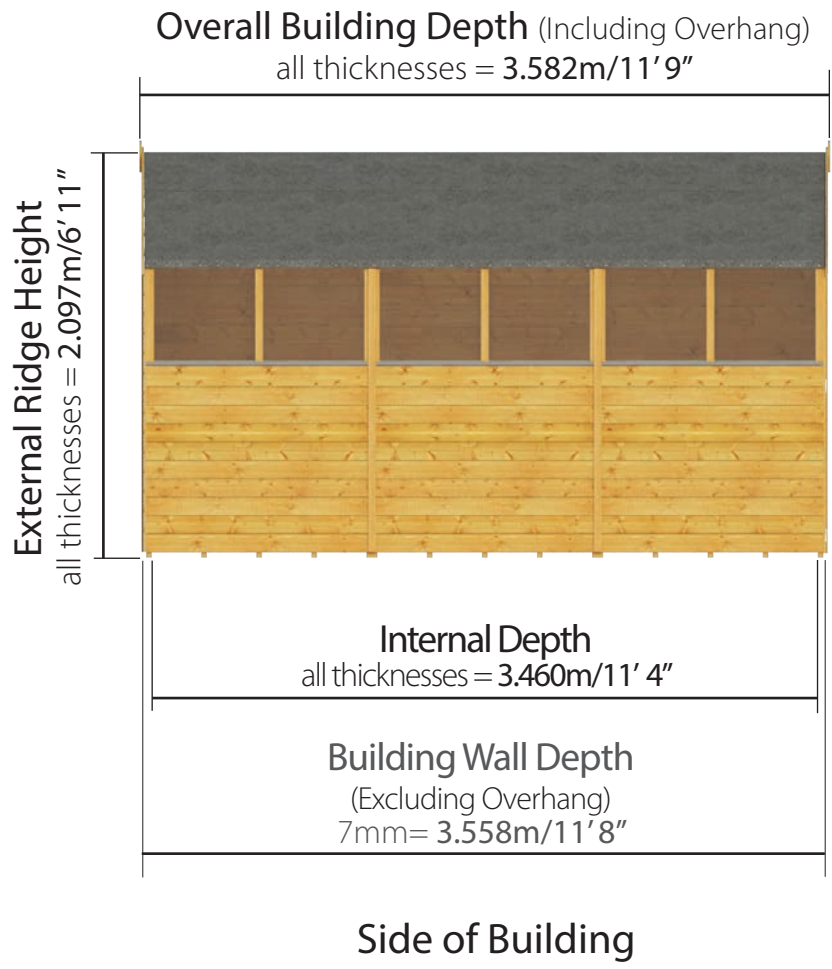 Overall Building Depth (Including Overhang)
all thicknesses = 3.582m/11’ 9”
External Ridge Height
all thicknesses = 2.097m/6’ 11”
Internal Depth
all thicknesses = 3.460m/11’ 4”
Building Wall Depth
(Excluding Overhang)
7mm= 3.558m/11’ 8”
Side of Building